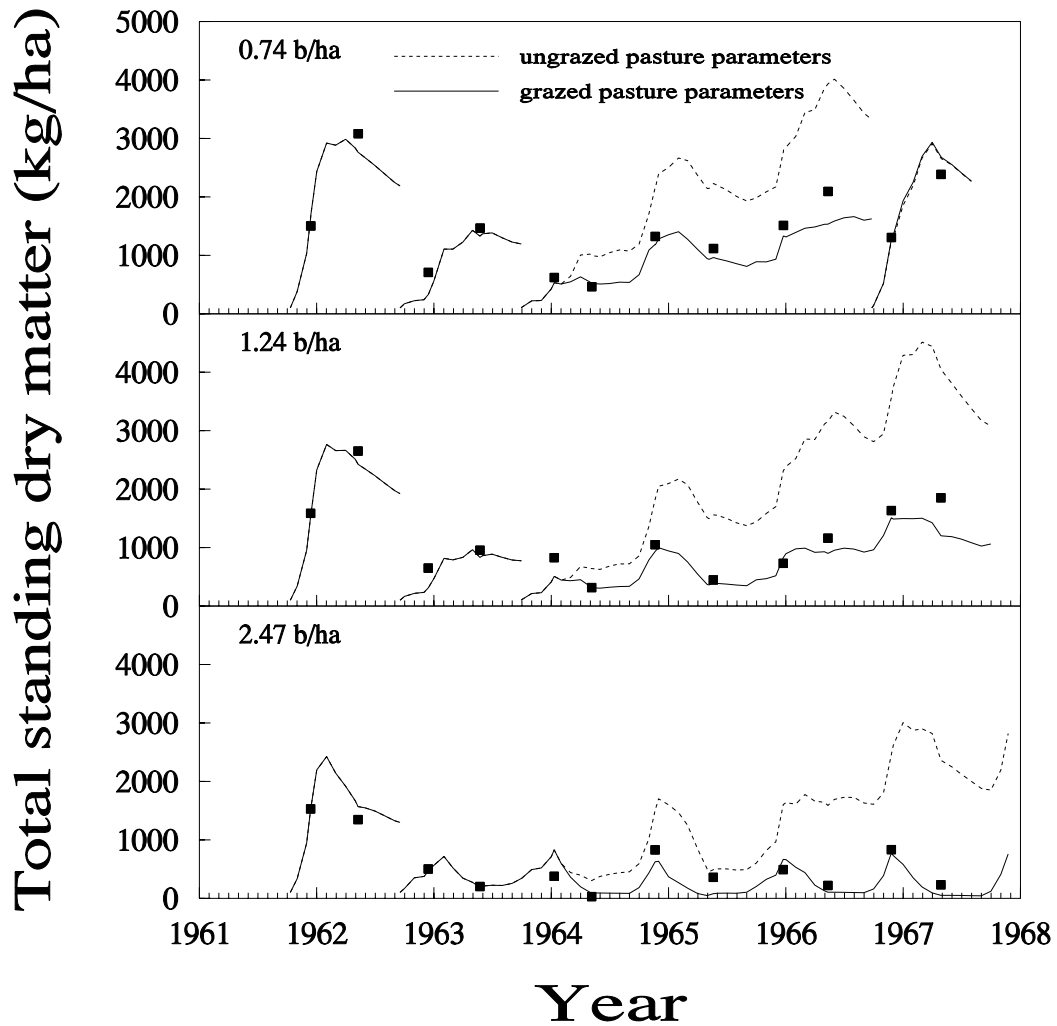 Total standing dry matter (kg/ha)
5000
4000
3000
2000
1000
0
0.74 b/ha
ungrazed pasture parameters
grazed pasture parameters
4000
3000
2000
1000
0
1.24 b/ha
4000
3000
2000
1000
0
2.47 b/ha
1961 1962 1963 1964 1965 1966 1967 1968
Year